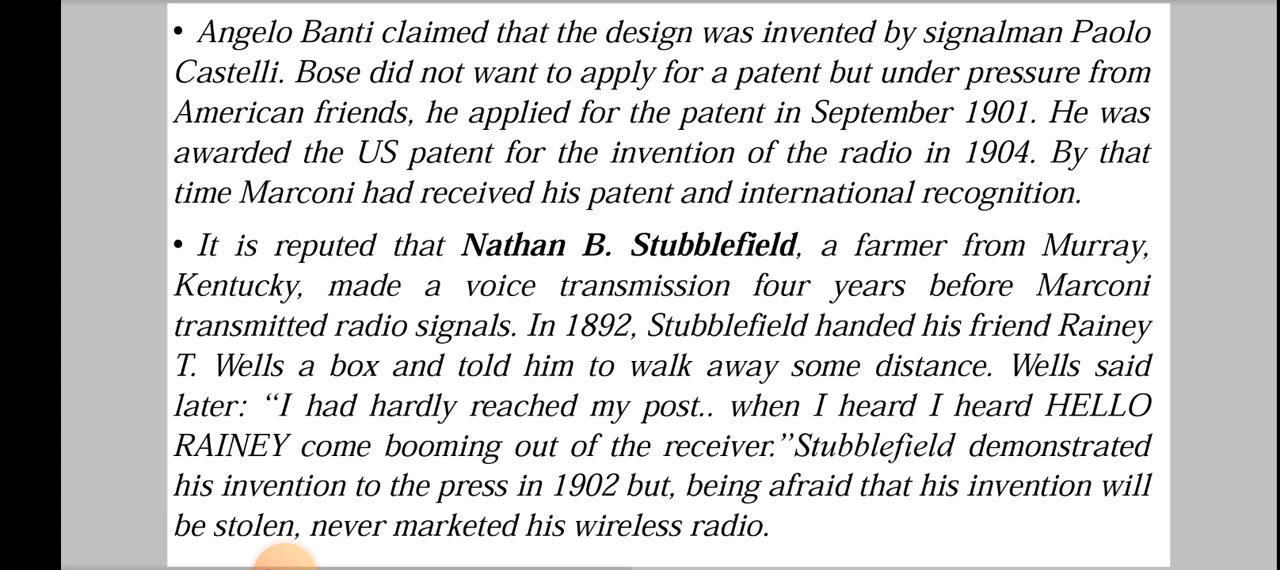 • Angelo Banti claimed that the design was invented by signalman Paolo
Castelli. Bose did not want to apply for a patent but under pressure from
American friends, he applied for the patent in September 1901. He was
awarded the US patent for the invention of the radio in 1904. By that
time Marconi had received his patent and international recognition.
• It is reputed that Nathan B. Stubblefield, a farmer from Murray,
Kentucky, made a voice transmission four years before Marconi
transmitted radio signals. In 1892, Stubblefield handed his friend Rainey
T. Wells a box and told him to walk away some distance. Wells said
later: “I had hardly reached my post.. when I heard I heard HELLO
RAINEY come booming out of the receiver.”Stubblefield demonstrated
his invention to the press in 1902 but, being afraid that his invention will
be stolen, never marketed his wireless radio.